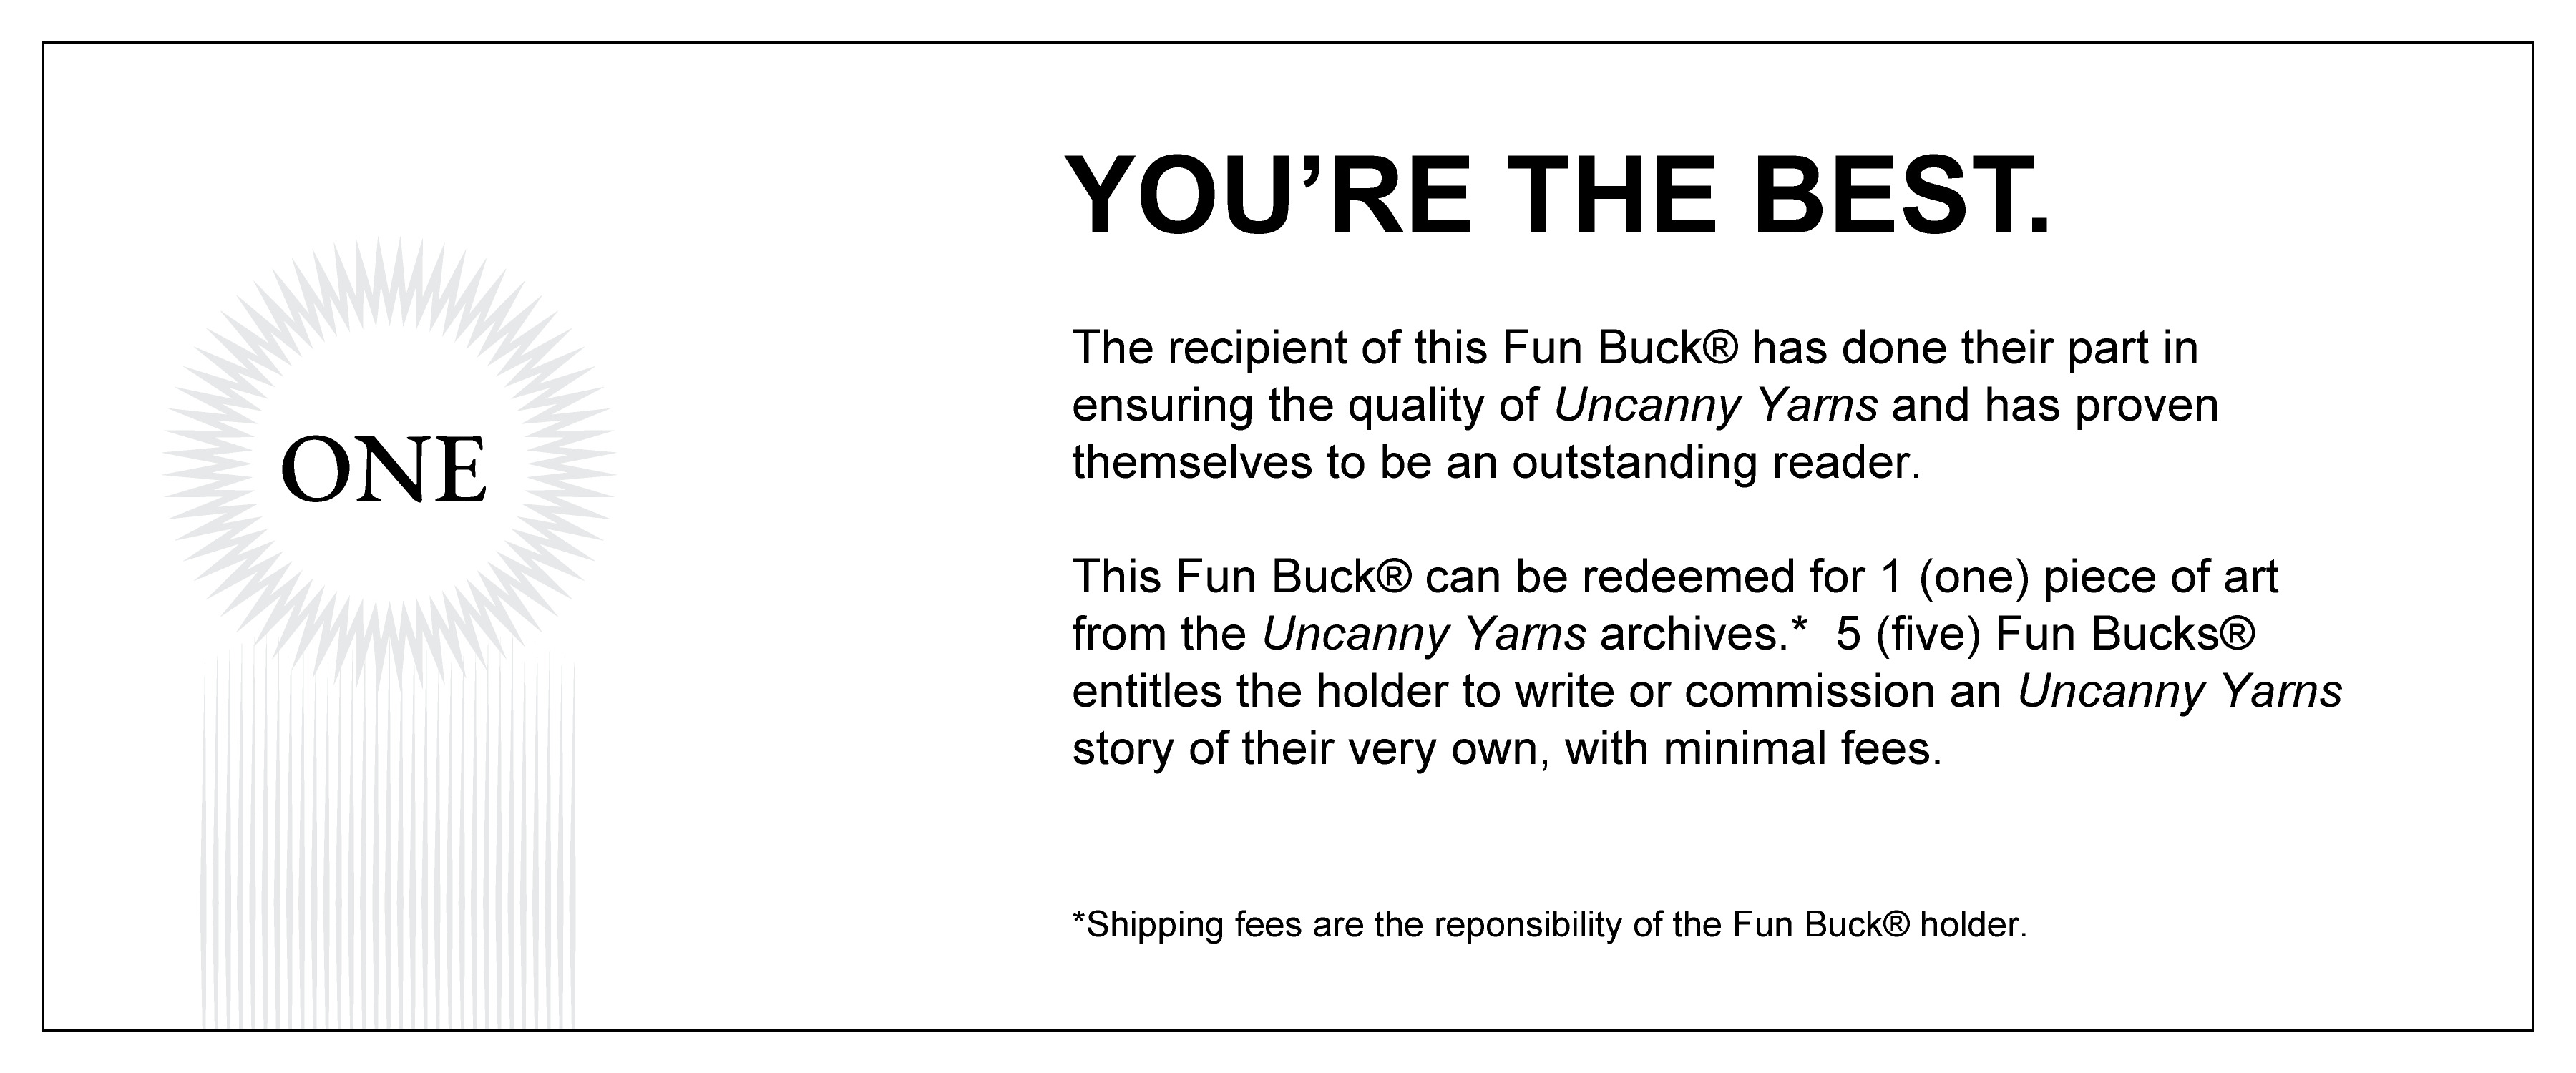 YOU’RE THE BEST.
ONE
The recipient of this Fun Buck® has done their part in
ensuring the quality of Uncanny Yarns and has proven
themselves to be an outstanding reader.
This Fun Buck® can be redeemed for 1 (one) piece of art
from the Uncanny Yarns archives.*  5 (five) Fun Bucks®
entitles the holder to write or commission an Uncanny Yarns
story of their very own, with minimal fees.
*Shipping fees are the reponsibility of the Fun Buck® holder.